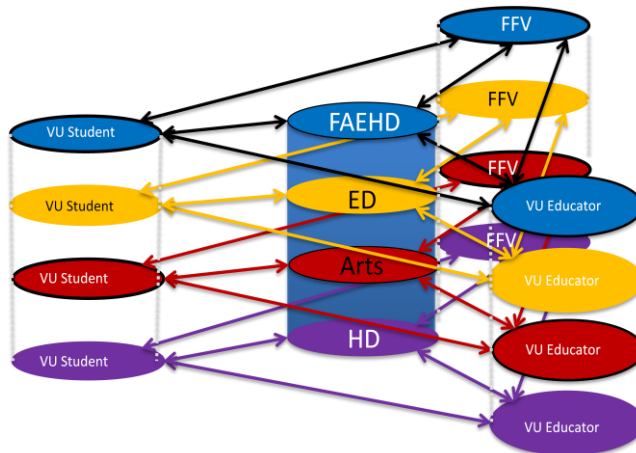 FFV
FFV
VU Student
FAEHD
FFV
VU Student
ED
VU Educator
FFV
VU Student
Arts
VU Educator
VU Student
HD
VU Educator
VU Educator